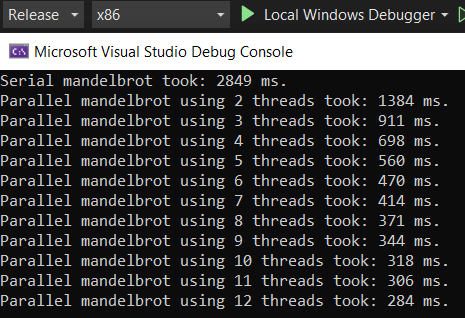 Release x86 Local Windows Debugger
Microsoft Visual Studio Debug Console
Serial mandelbrot took: 2849 ms.
Parallel mandelbrot using 2 threads took: 1384 ms.
Parallel mandelbrot using 3 threads took: 911 ms.
Parallel mandelbrot using 4 threads took: 698 ms.
Parallel mandelbrot using 5 threads took: 560 ms.
Parallel mandelbrot using 6 threads took: 470 ms.
Parallel mandelbrot using 7 threads took: 414 ms.
Parallel mandelbrot using 8 threads took: 371 ms.
Parallel mandelbrot using 9 threads took: 344 ms.
Parallel mandelbrot using 10 threads took: 318 ms.
Parallel mandelbrot using 11 threads took: 306 ms.
Parallel mandelbrot using 12 threads took: 284 ms.